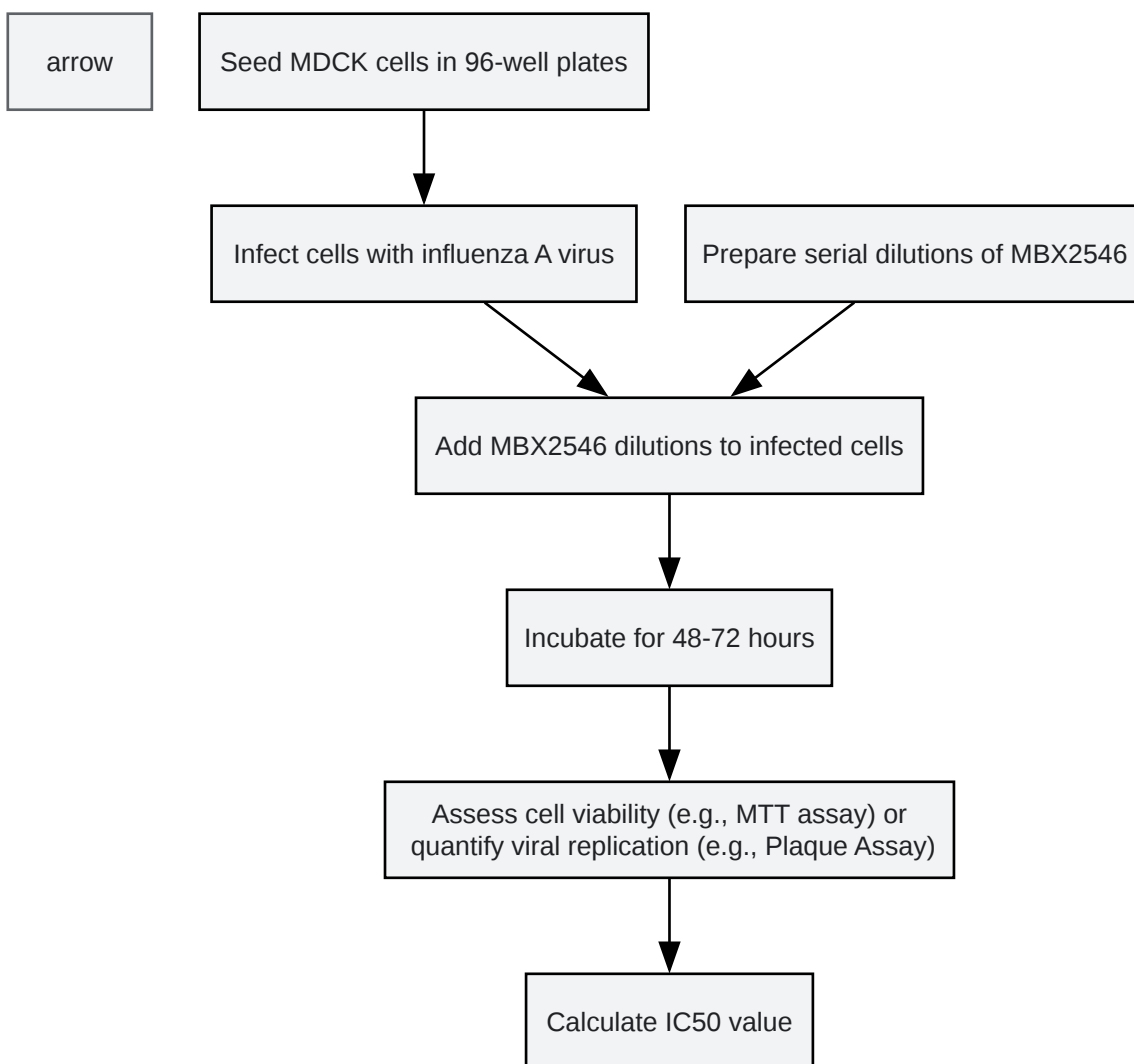 arrow
Seed MDCK cells in 96-well plates
Infect cells with influenza A virus
Prepare serial dilutions of MBX2546
Add MBX2546 dilutions to infected cells
Incubate for 48-72 hours
Assess cell viability (e.g., MTT assay) or
quantify viral replication (e.g., Plaque Assay)
Calculate IC50 value